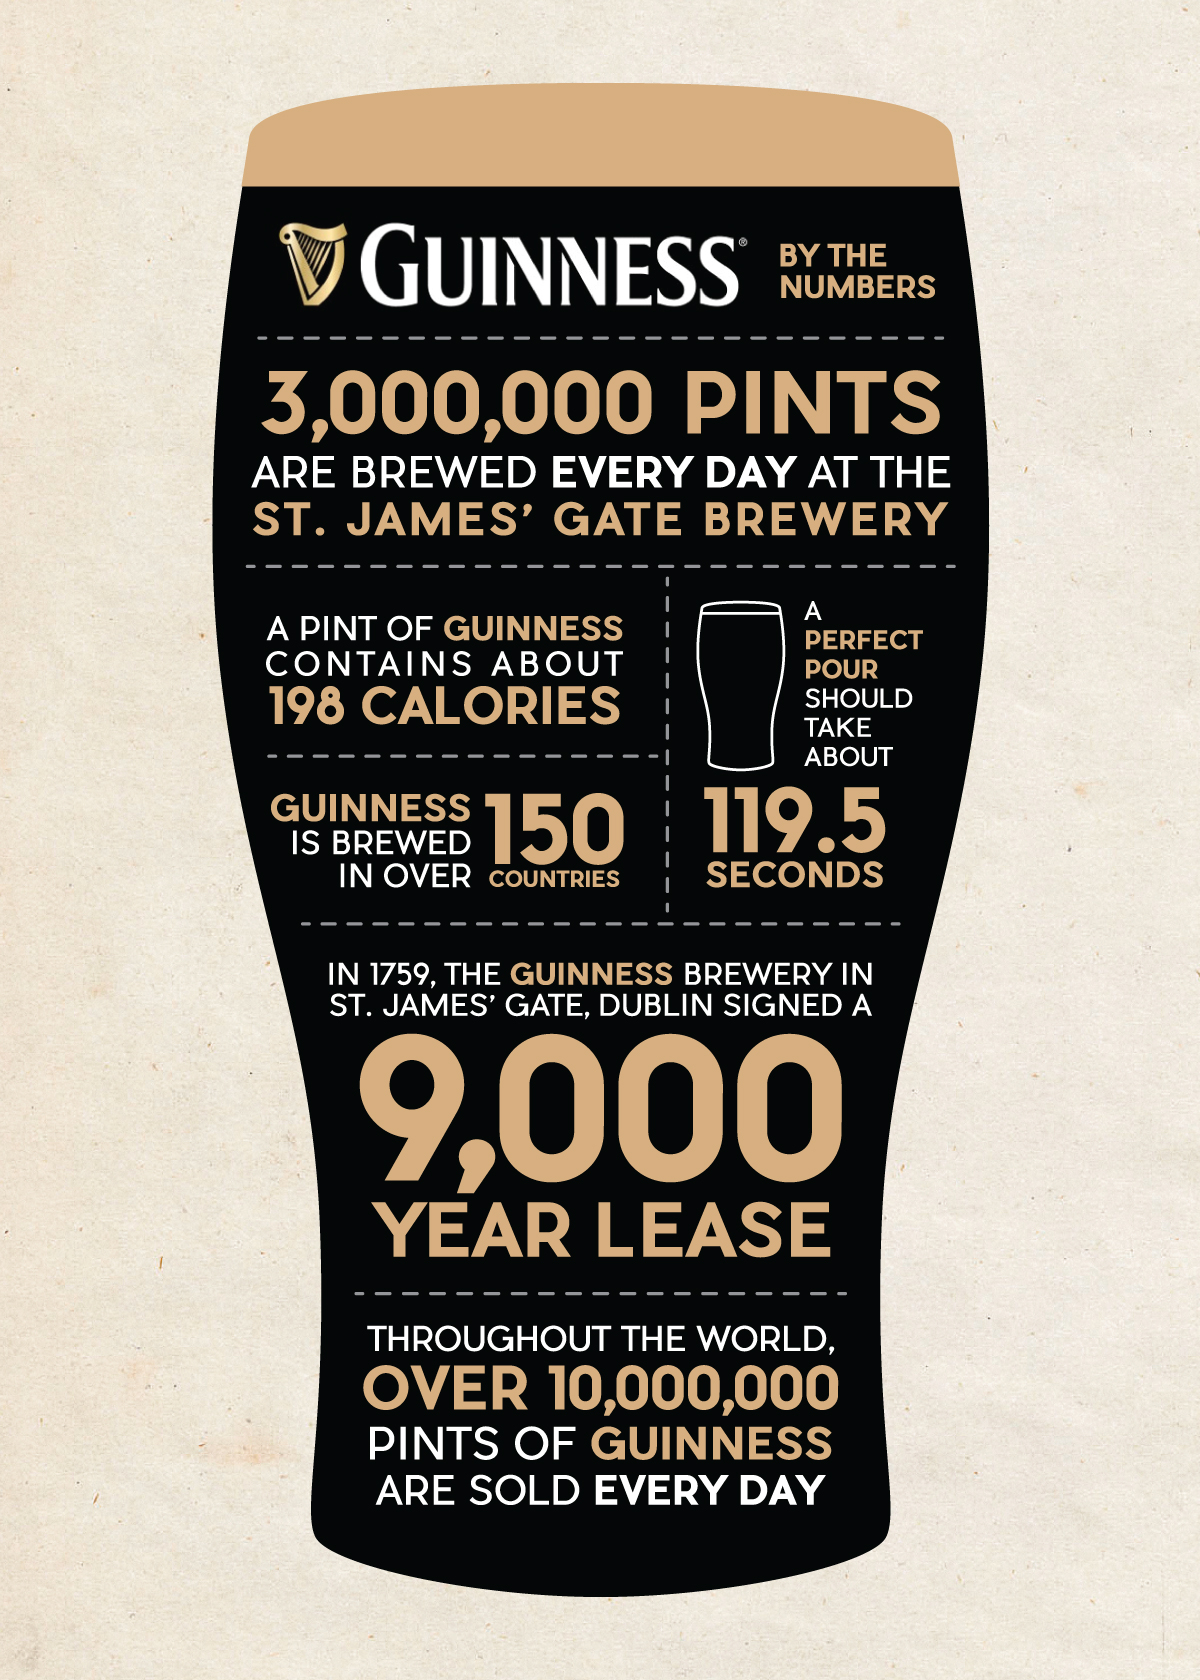 GUINNESS®
BY THE
NUMBERS
3,000,000 PINTS
ARE BREWED EVERY DAY AT THE
ST. JAMES' GATE BREWERY
A PINT OF GUINNESS
CONTAINS ABOUT
198 CALORIES
GUINNESS
IS BREWED
IN OVER
150
COUNTRIES
A
PERFECT
POUR
SHOULD
TAKE
ABOUT
119.5
SECONDS
IN 1759, THE GUINNESS BREWERY IN
ST. JAMES' GATE, DUBLIN SIGNED A
9,000
YEAR LEASE
THROUGHOUT THE WORLD,
OVER 10,000,000
PINTS OF GUINNESS
ARE SOLD EVERY DAY